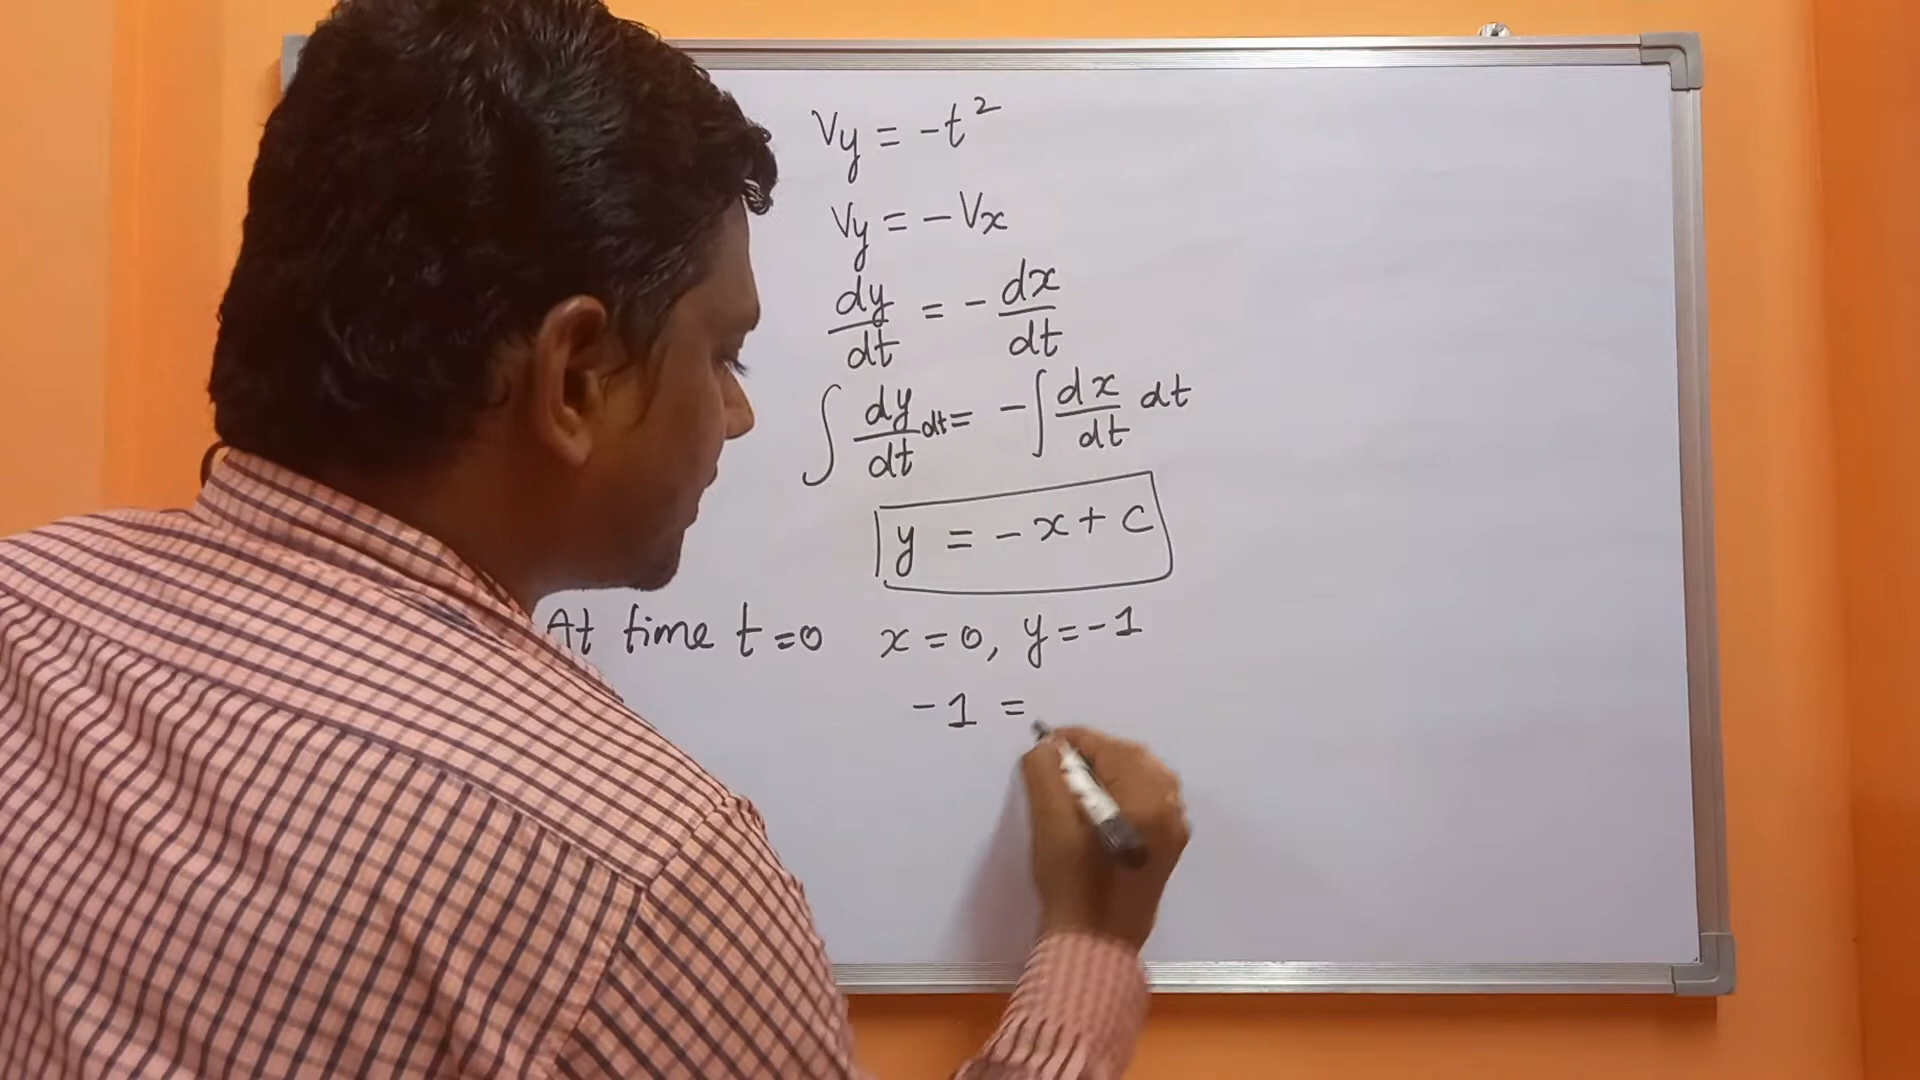 Vy = -t²
Vy = -Vx
dy/dt = - dx/dt
∫ dy/dt dt = -∫ dx/dt dt
y = -x + c
At time t=0 x=0, y=-1
-1 =